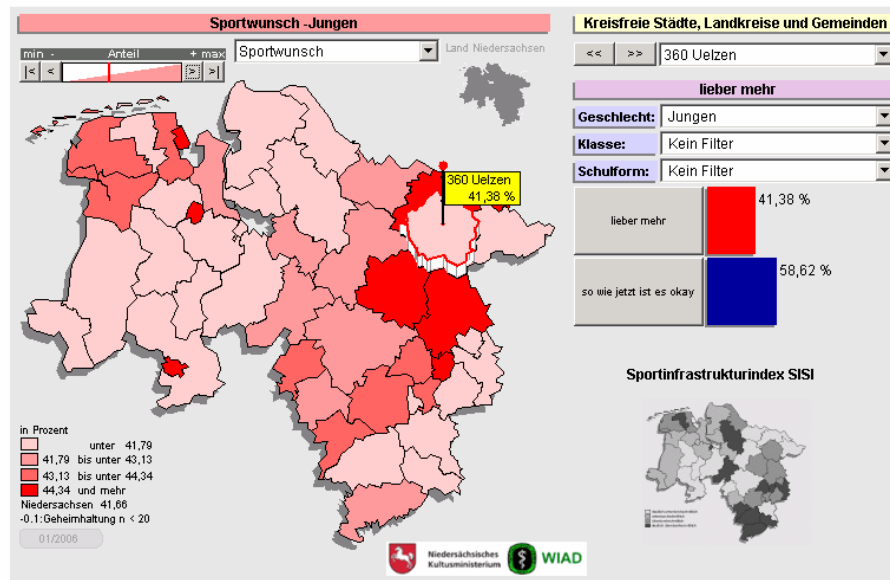 Sportwunsch -Jungen
min - Anteil + max
|< < > >|
Sportwunsch
Land Niedersachsen
360 Uelzen
41,38 %
in Prozent
unter 41,79
41,79 bis unter 43,13
43,13 bis unter 44,34
44,34 und mehr
Niedersachsen 41,66
-0.1:Geheimhaltung n < 20
01/2006
Niedersächsisches
Kultusministerium
WIAD
Kreisfreie Städte, Landkreise und Gemeinden
<< >> 360 Uelzen
lieber mehr
Geschlecht: Jungen
Klasse: Kein Filter
Schulform: Kein Filter
lieber mehr
41,38 %
so wie jetzt ist es okay
58,62 %
Sportinfrastrukturindex SISI